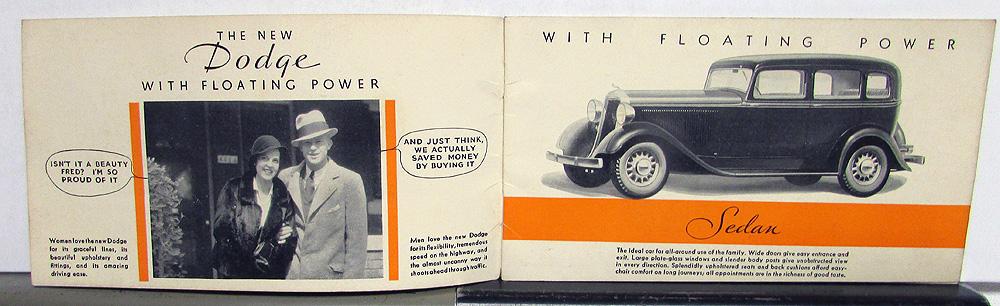 THE NEW
Dodge
WITH FLOATING POWER
ISN'T IT A BEAUTY
FRED? I'M SO
PROUD OF IT
AND JUST THINK,
WE ACTUALLY
SAVED MONEY
BY BUYING IT
Women love the new Dodge
for its graceful lines, its
beautiful upholstery and
fittings, and its amazing
driving ease.
Men love the new Dodge
for its flexibility, tremendous
speed on the highway, and
the almost uncanny way it
shoots ahead through traffic.
WITH FLOATING POWER
Sedan
The ideal car for all-around use of the family. Wide doors give easy entrance and
exit. Large plate-glass windows and slender body posts give unobstructed view
in every direction. Splendidly upholstered seats and back cushions afford easy-
chair comfort on long journeys; all appointments are in the richness of good taste.